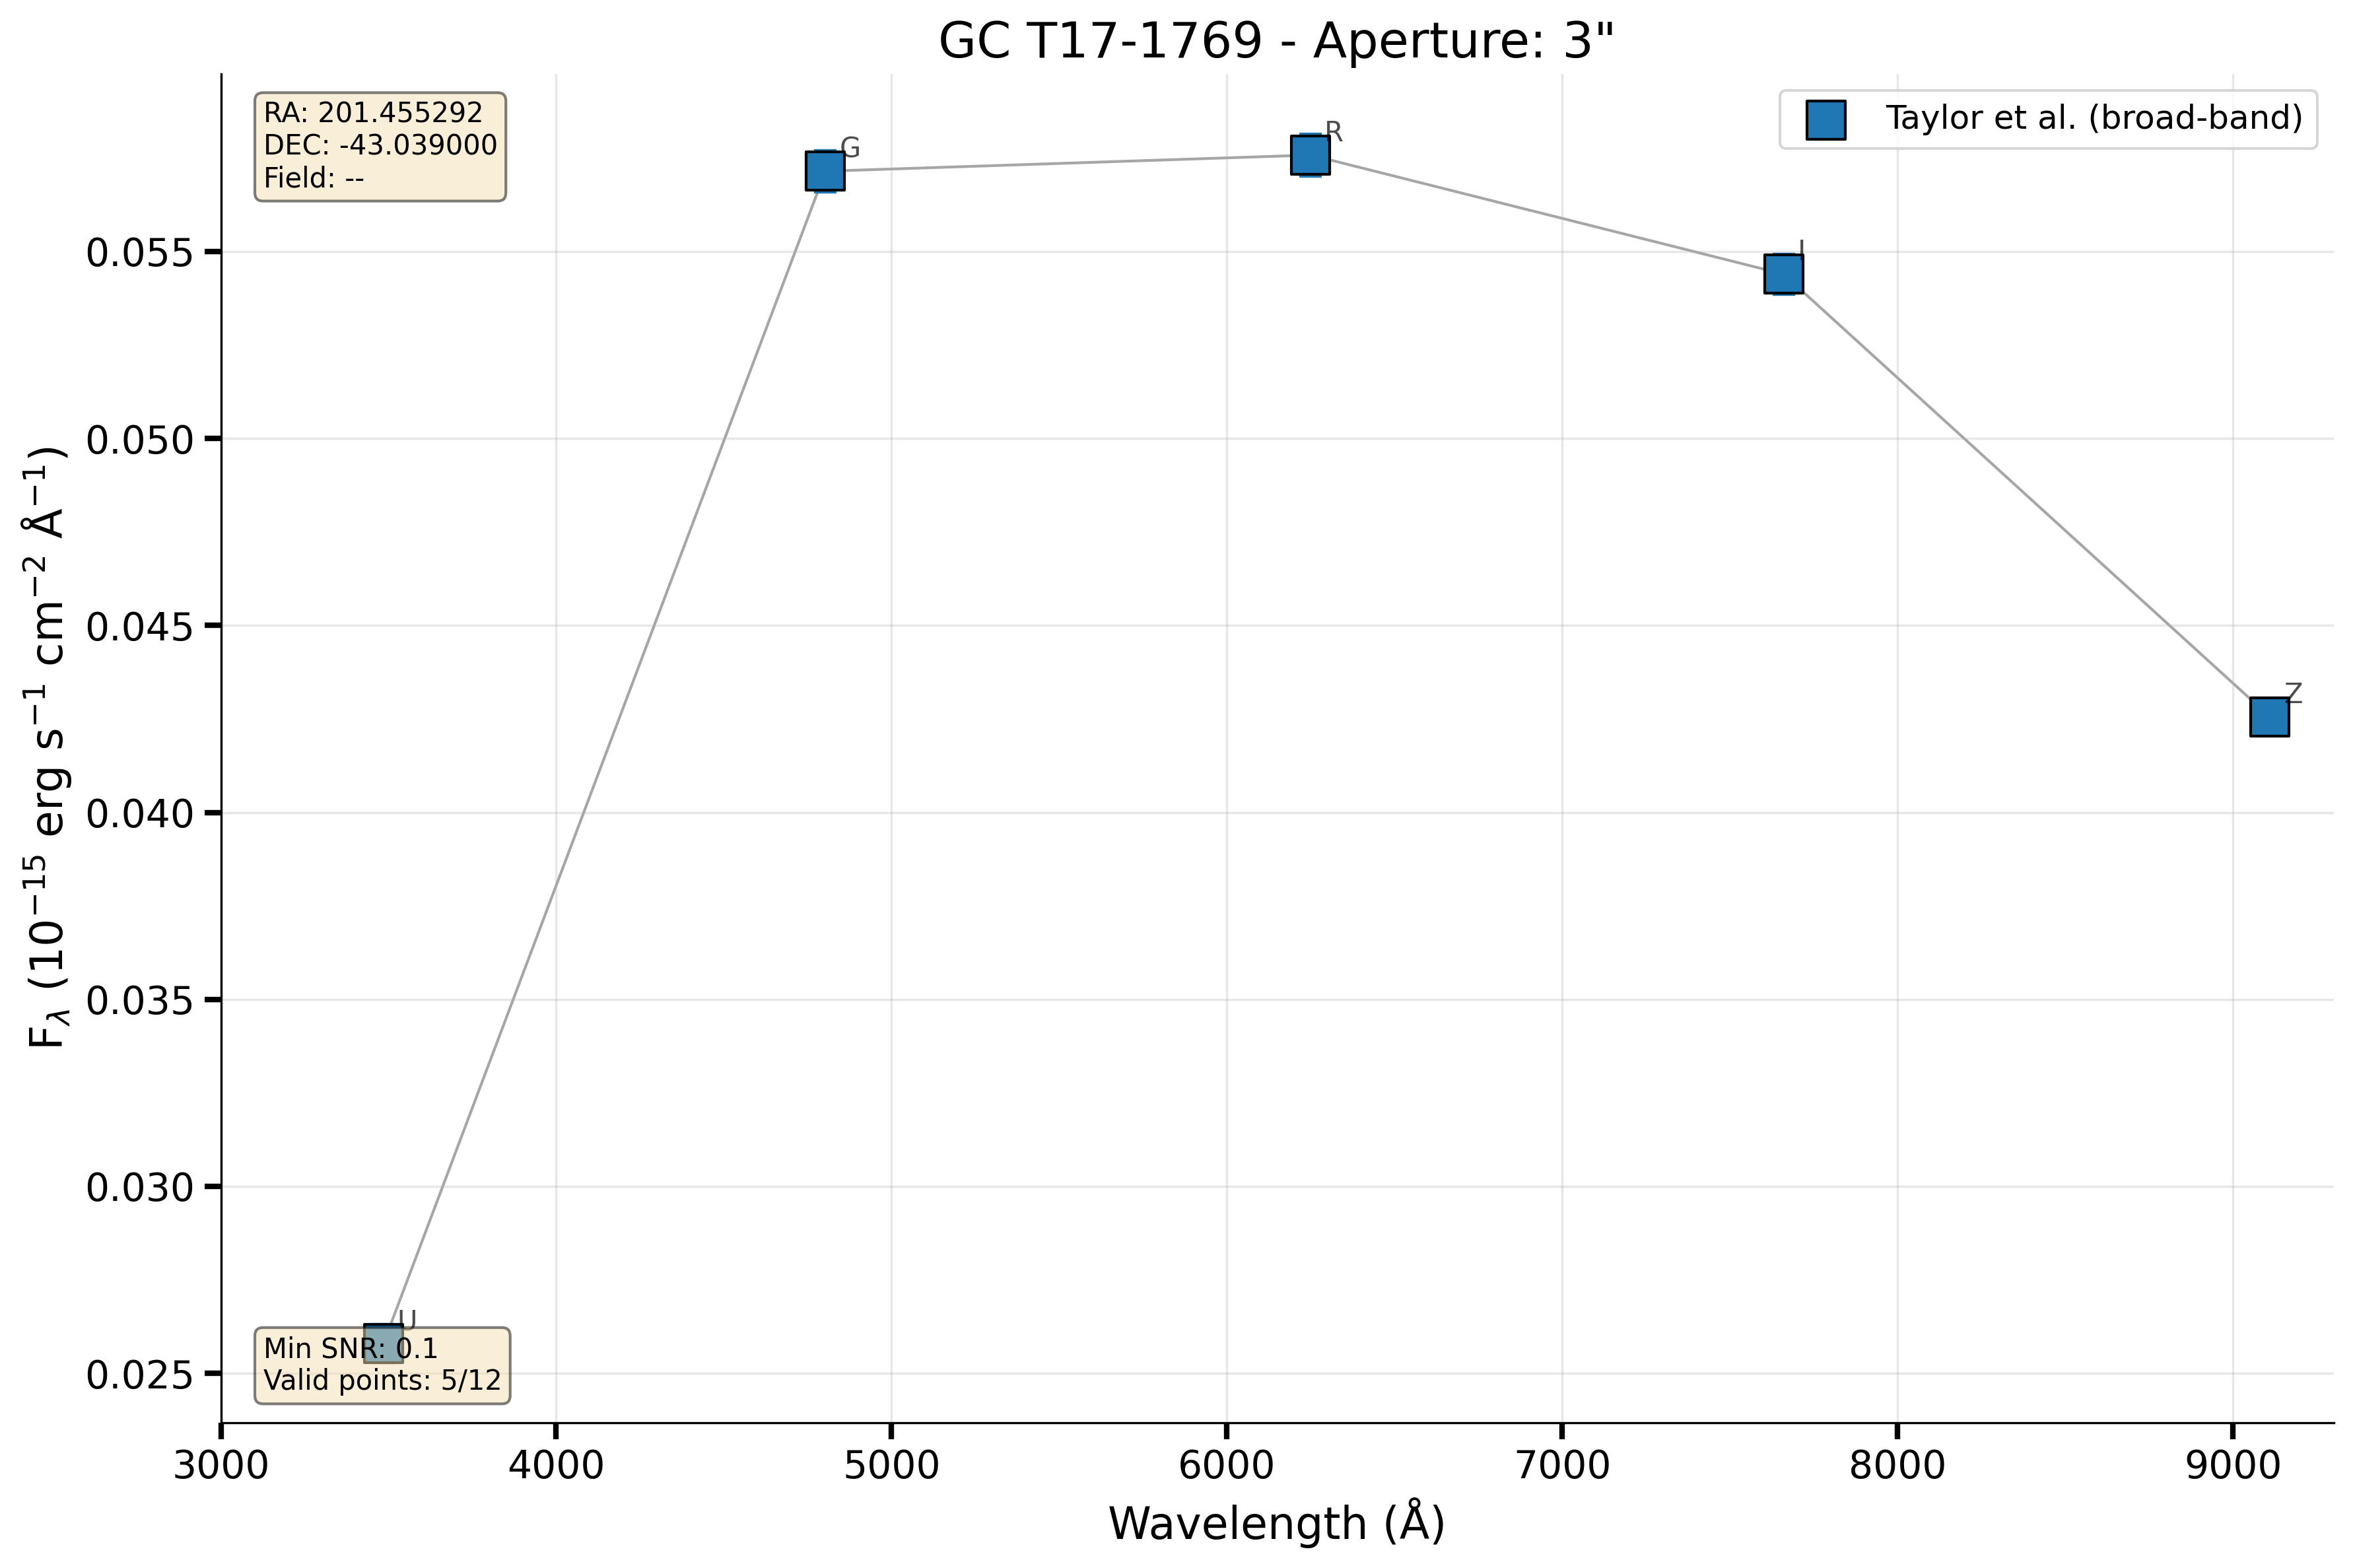 GC T17-1769 - Aperture: 3"
RA: 201.455292
DEC: -43.039000
Field: --
Taylor et al. (broad-band)
G
R
I
Z
U
Min SNR: 0.1
Valid points: 5/12
0.055
0.050
0.045
0.040
0.035
0.030
0.025
F_λ (10⁻¹⁵ erg s⁻¹ cm⁻² Å⁻¹)
3000 4000 5000 6000 7000 8000 9000
Wavelength (Å)